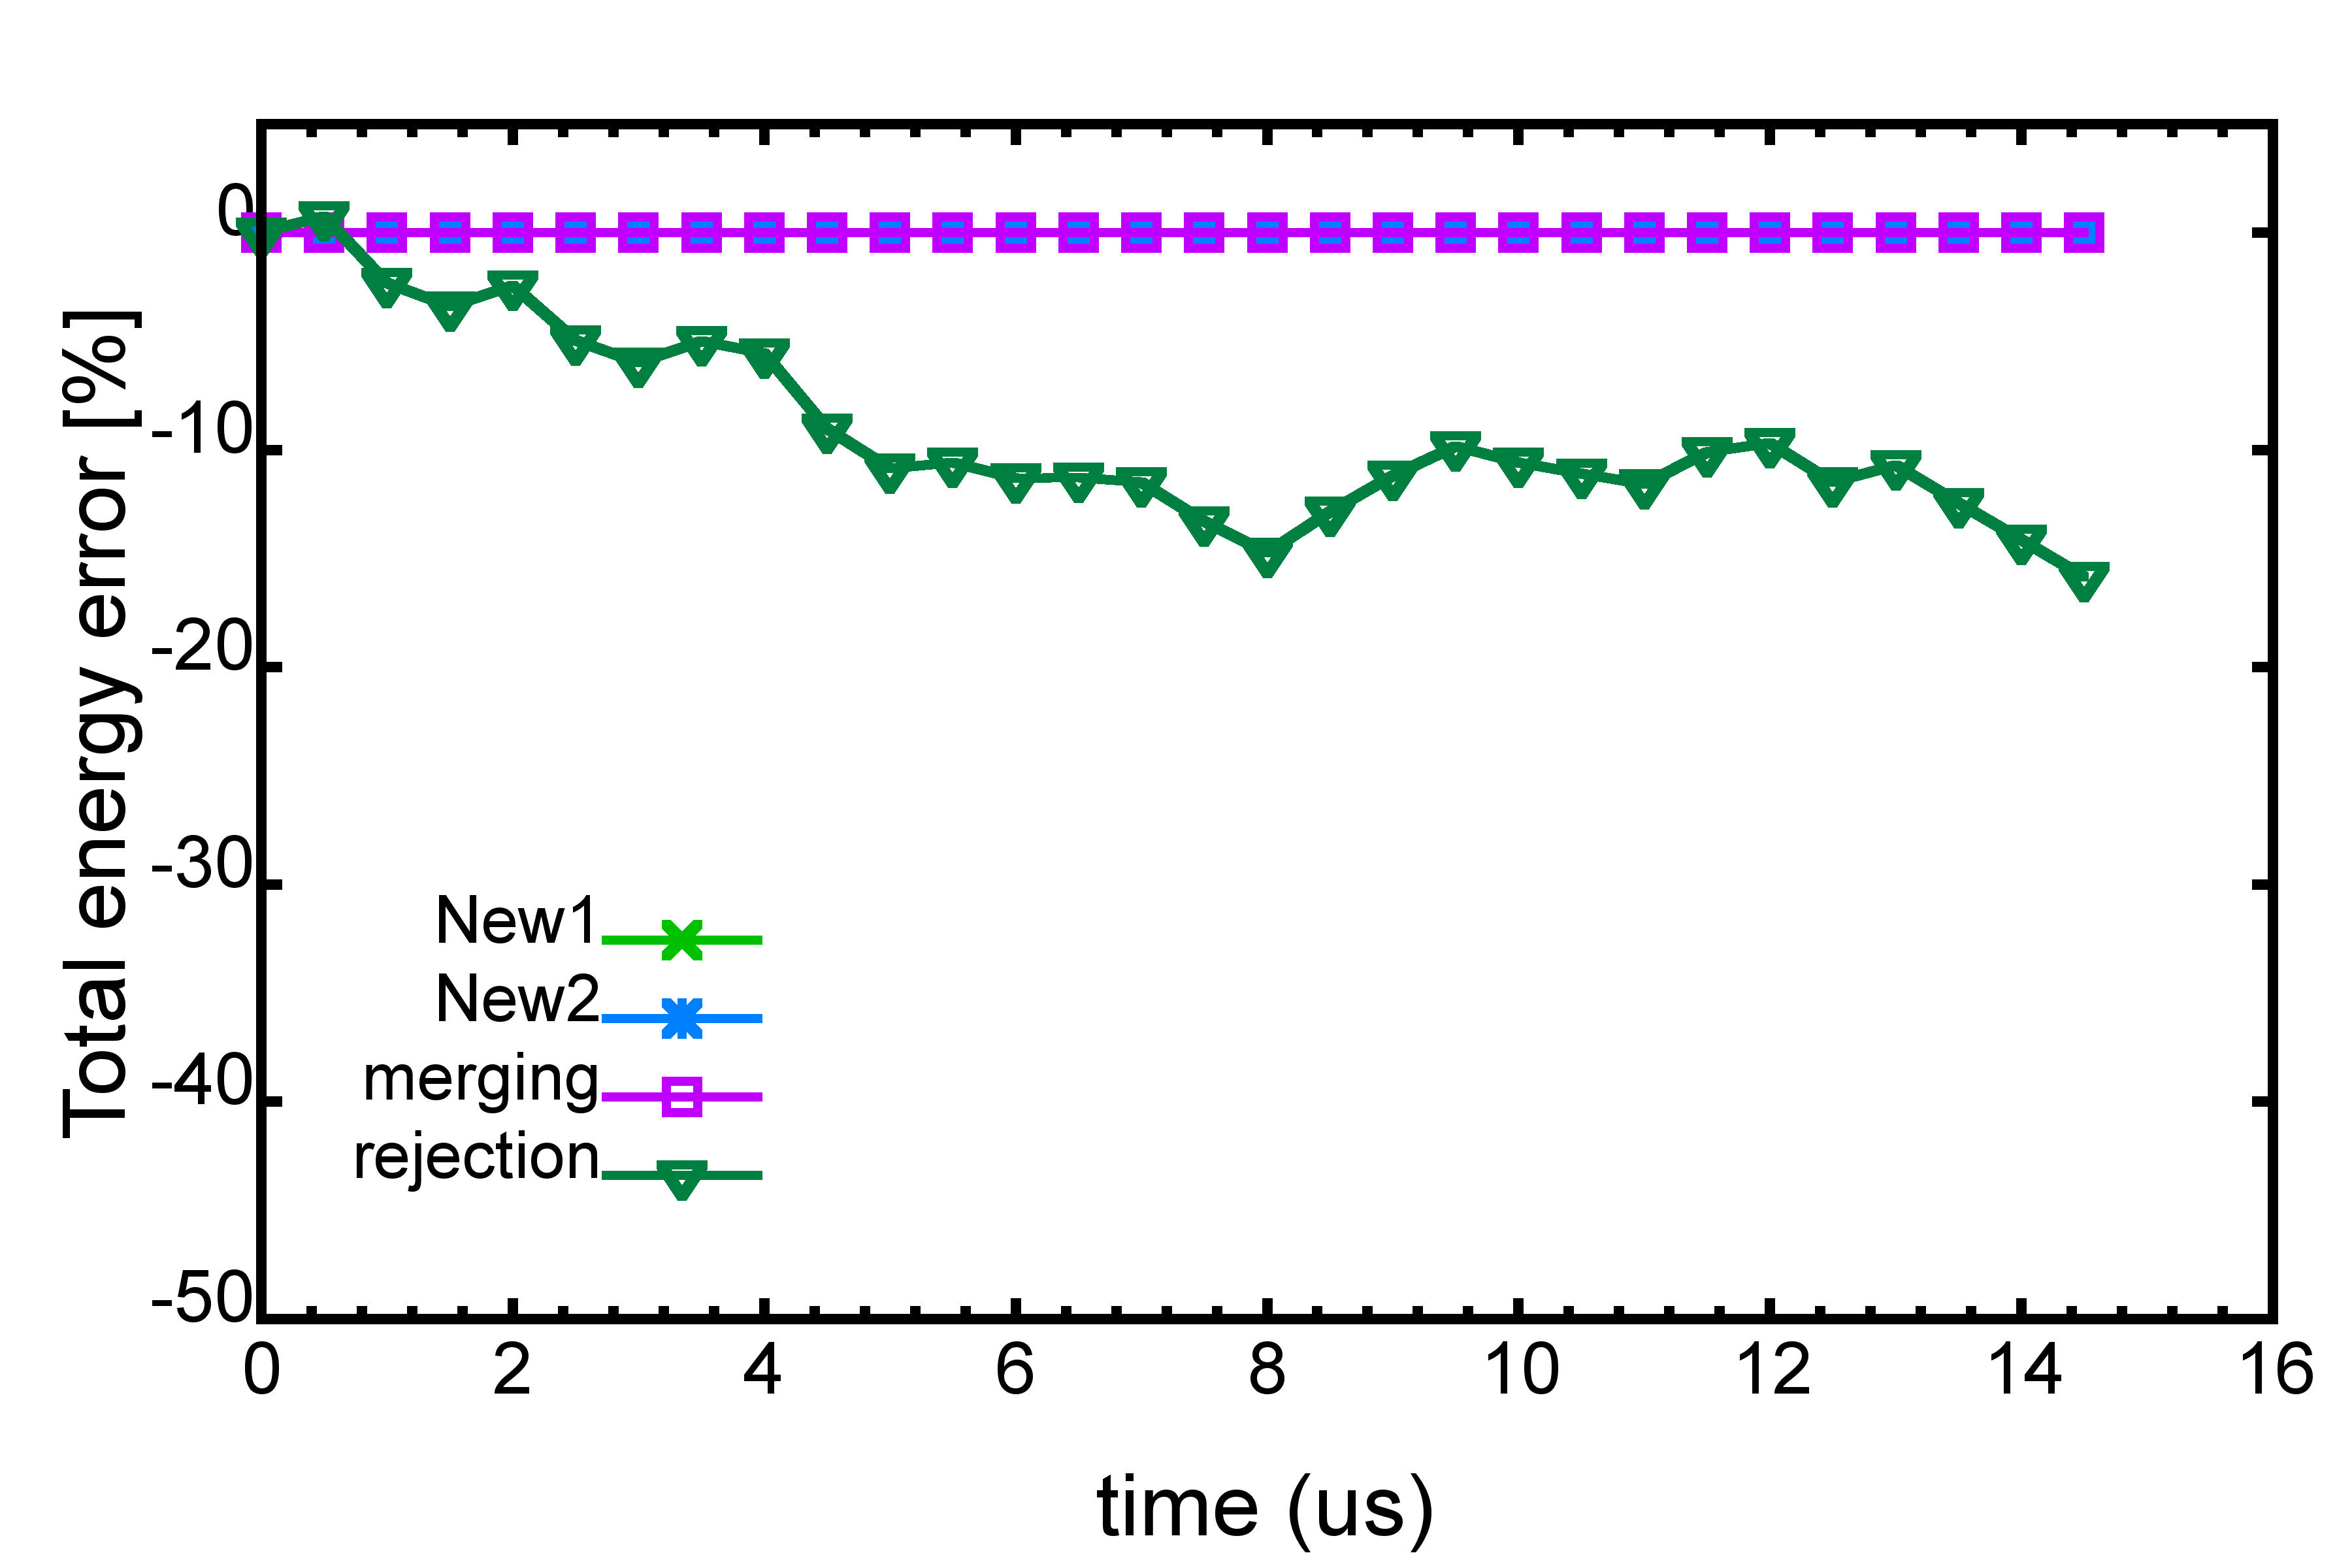 Total energy error [%]
0
-10
-20
-30
-40
-50
New1
New2
merging
rejection
0 2 4 6 8 10 12 14 16
time (us)